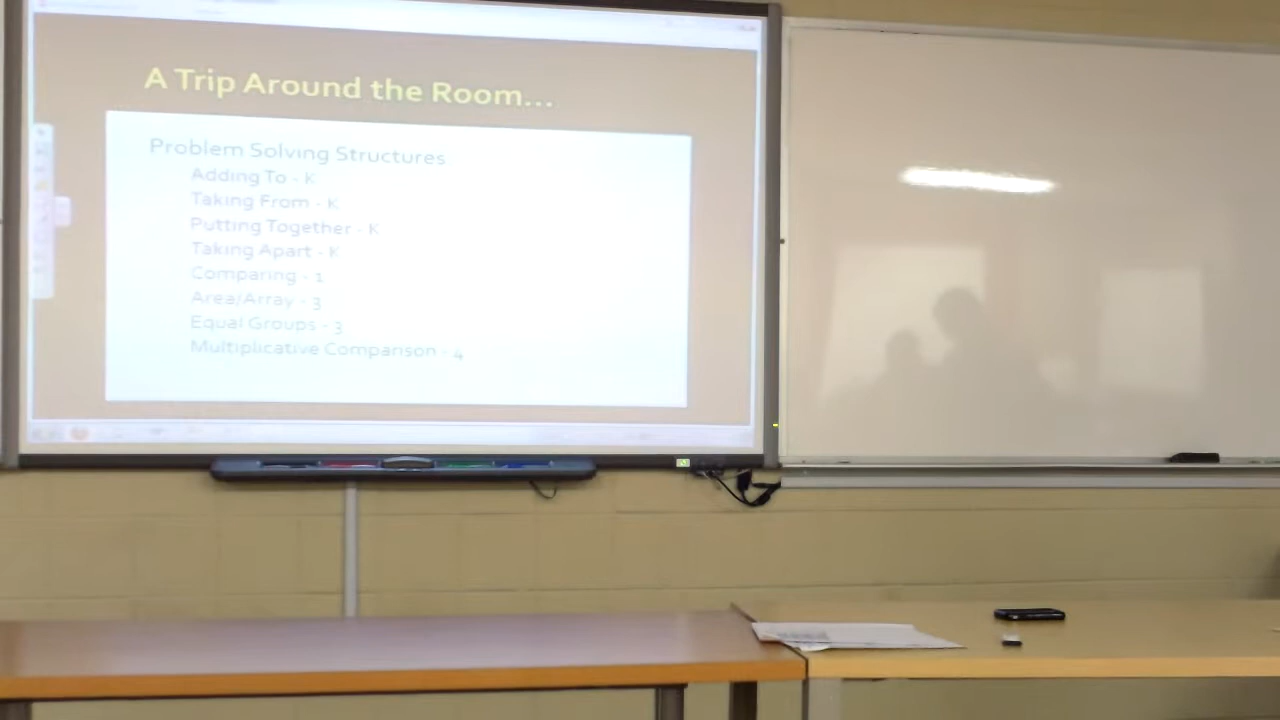 A Trip Around the Room...
Problem Solving Structures
Adding To - K
Taking From - K
Putting Together - K
Taking Apart - K
Comparing - 1
Area/Array - 3
Equal Groups - 3
Multiplicative Comparison - 4